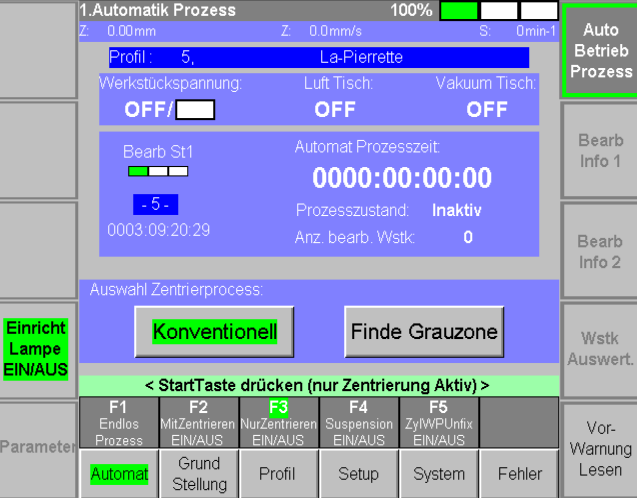 1.Automatik Prozess 100%
Z: 0.00mm Z: 0.0mm/s S: 0min-1
Profil : 5, La-Pierrette
Werkstückspannung: Luft Tisch: Vakuum Tisch:
OFF/ OFF OFF
Bearb St1
- 5 -
0003:09:20:29
Automat Prozesszeit:
0000:00:00:00
Prozesszustand: Inaktiv
Anz. bearb. Wstk: 0
Auswahl Zentrierprocess:
Konventionell
Finde Grauzone
< StartTaste drücken (nur Zentrierung Aktiv) >
F1
Endlos
Prozess
F2
MitZentrieren
EIN/AUS
F3
NurZentrieren
EIN/AUS
F4
Suspension
EIN/AUS
F5
ZylWPUnfix
EIN/AUS
Automat
Grund
Stellung
Profil
Setup
System
Fehler
Einricht
Lampe
EIN/AUS
Parameter
Auto
Betrieb
Prozess
Bearb
Info 1
Bearb
Info 2
Wstk
Auswert.
Vor-
Warnung
Lesen